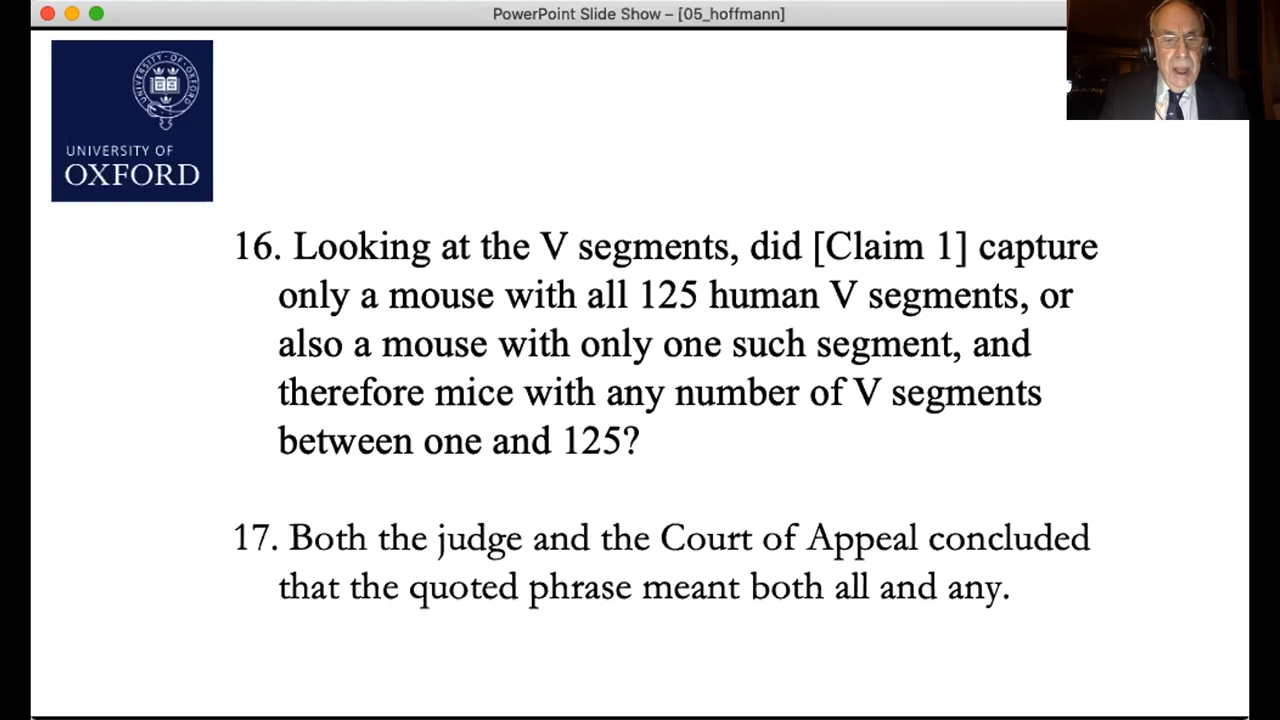 PowerPoint Slide Show – [05_hoffmann]
UNIVERSITY OF
OXFORD
16. Looking at the V segments, did [Claim 1] capture
only a mouse with all 125 human V segments, or
also a mouse with only one such segment, and
therefore mice with any number of V segments
between one and 125?
17. Both the judge and the Court of Appeal concluded
that the quoted phrase meant both all and any.